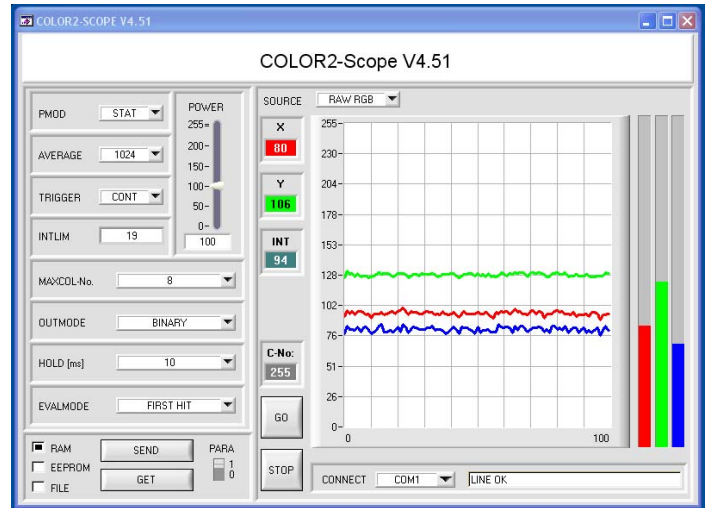 COLOR2-SCOPE V4.51
COLOR2-Scope V4.51
PMOD STAT
AVERAGE 1024
TRIGGER CONT
INTLIM 19
POWER
255
200
150
100
50
0
100
MAXCOL-No. 8
OUTMODE BINARY
HOLD [ms] 10
EVALMODE FIRST HIT
RAM
EEPROM
FILE
SEND
GET
PARA
1
0
SOURCE RAW RGB
X
80
Y
106
INT
94
C-No:
255
GO
STOP
255
230
204
178
153
128
102
76
51
26
0
0 100
CONNECT COM1 LINE OK